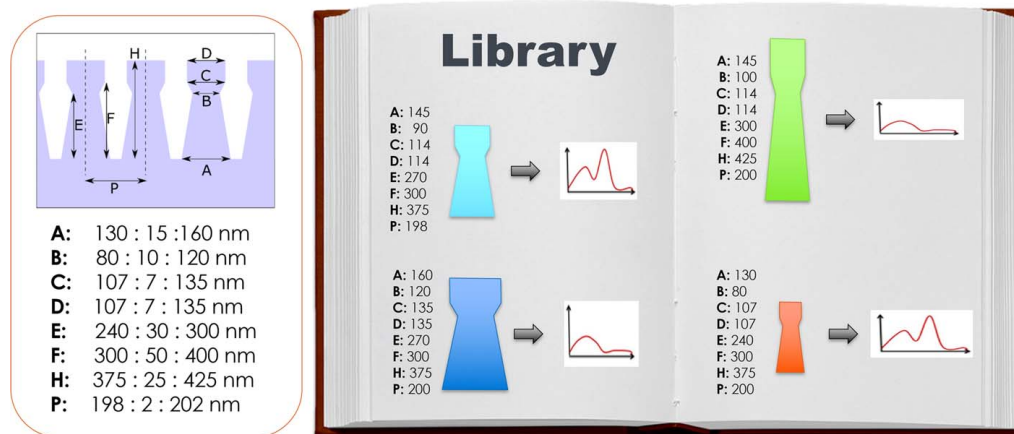 H
D
C
B
E
F
A
P
A: 130 : 15 :160 nm
B: 80 : 10 : 120 nm
C: 107 : 7 : 135 nm
D: 107 : 7 : 135 nm
E: 240 : 30 : 300 nm
F: 300 : 50 : 400 nm
H: 375 : 25 : 425 nm
P: 198 : 2 : 202 nm
Library
A: 145
B: 90
C: 114
D: 114
E: 270
F: 300
H: 375
P: 198
A: 160
B: 120
C: 135
D: 135
E: 270
F: 300
H: 375
P: 200
A: 145
B: 100
C: 114
D: 114
E: 300
F: 400
H: 425
P: 200
A: 130
B: 80
C: 107
D: 107
E: 240
F: 300
H: 375
P: 200